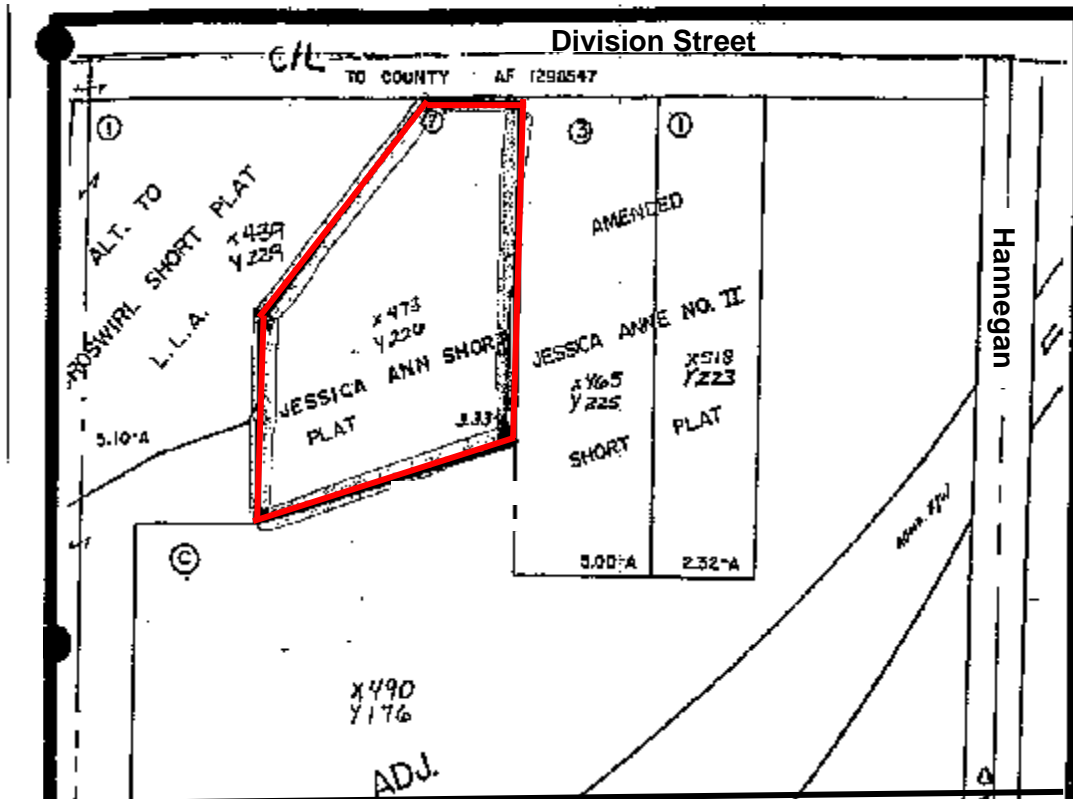 Division Street
C/L
TO COUNTY AF 1298547
1
2
3
1
ALT. TO
ROSWIRL SHORT PLAT
L.L.A.
X439
Y229
5.10-A
X473
Y226
JESSICA ANN SHORT
PLAT
3.33
AMENDED
JESSICA ANNE NO. II
X465
Y225
X518
Y223
SHORT PLAT
5.00-A
2.32-A
Hannegan
C
X490
Y176
ADJ.